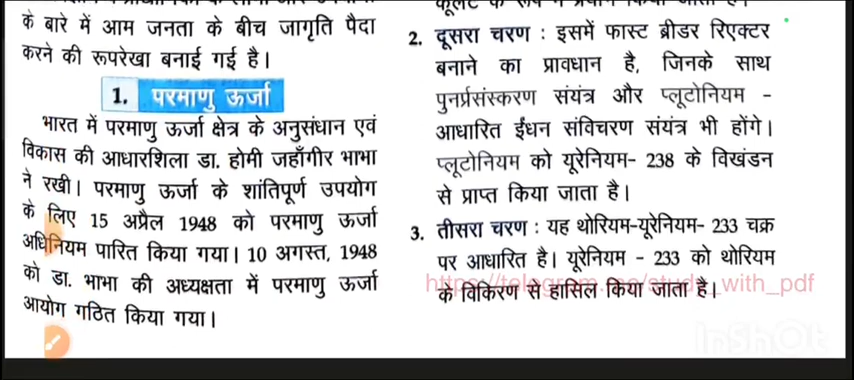 के बारे में आम जनता के बीच जागृति पैदा
करने की रूपरेखा बनाई गई है।
1. परमाणु ऊर्जा
भारत में परमाणु ऊर्जा क्षेत्र के अनुसंधान एवं
विकास की आधारशिला डा. होमी जहाँगीर भाभा
ने रखी। परमाणु ऊर्जा के शांतिपूर्ण उपयोग
के लिए 15 अप्रैल 1948 को परमाणु ऊर्जा
अधिनियम पारित किया गया। 10 अगस्त, 1948
को डा. भाभा की अध्यक्षता में परमाणु ऊर्जा
आयोग गठित किया गया।
2. दूसरा चरण : इसमें फास्ट ब्रीडर रिएक्टर
बनाने का प्रावधान है, जिनके साथ
पुनर्प्रसंस्करण संयंत्र और प्लूटोनियम -
आधारित ईंधन संविचरण संयंत्र भी होंगे।
प्लूटोनियम को यूरेनियम- 238 के विखंडन
से प्राप्त किया जाता है।
3. तीसरा चरण : यह थोरियम-यूरेनियम- 233 चक्र
पर आधारित है। यूरेनियम - 233 को थोरियम
https://telegram.me/study_with_pdf
के विकिरण से हासिल किया जाता है।
InShOt